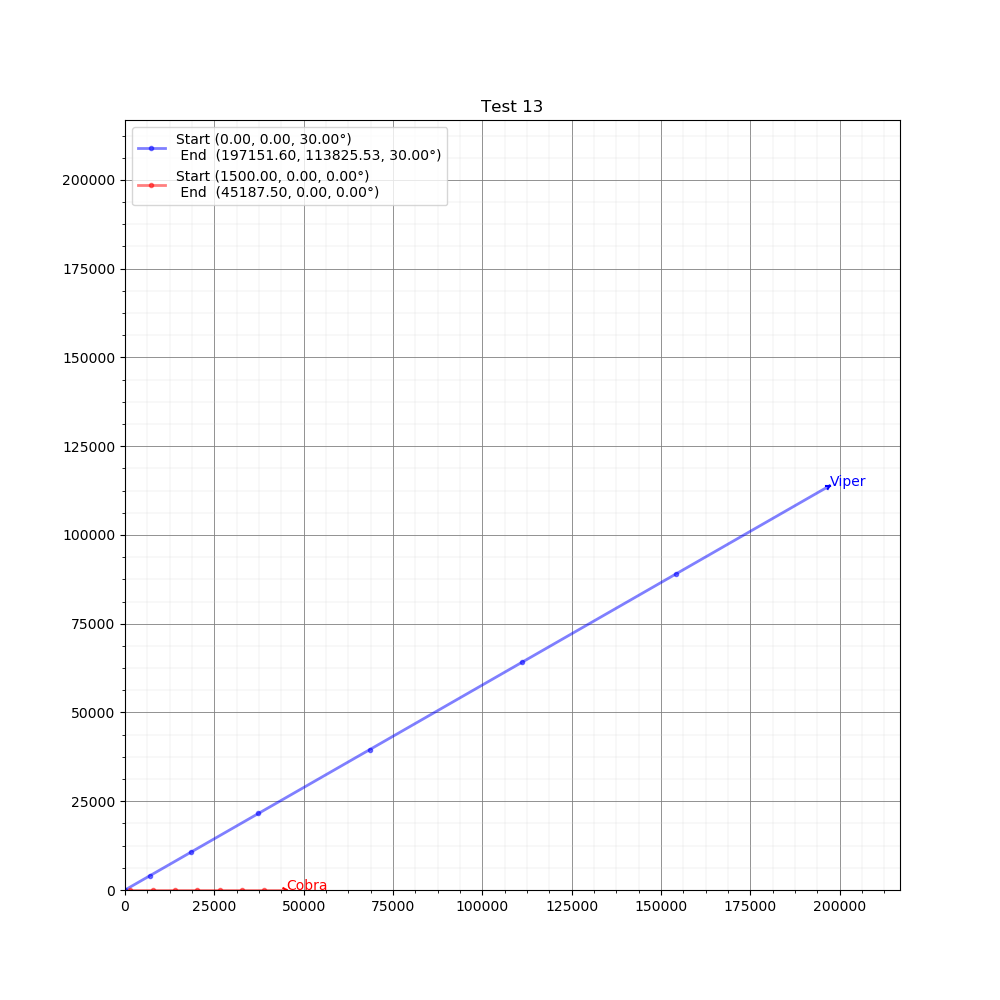 Test 13
Start (0.00, 0.00, 30.00°)
End (197151.60, 113825.53, 30.00°)
Start (1500.00, 0.00, 0.00°)
End (45187.50, 0.00, 0.00°)
200000
175000
150000
125000
100000
75000
50000
25000
0
Viper
Cobra
0 25000 50000 75000 100000 125000 150000 175000 200000